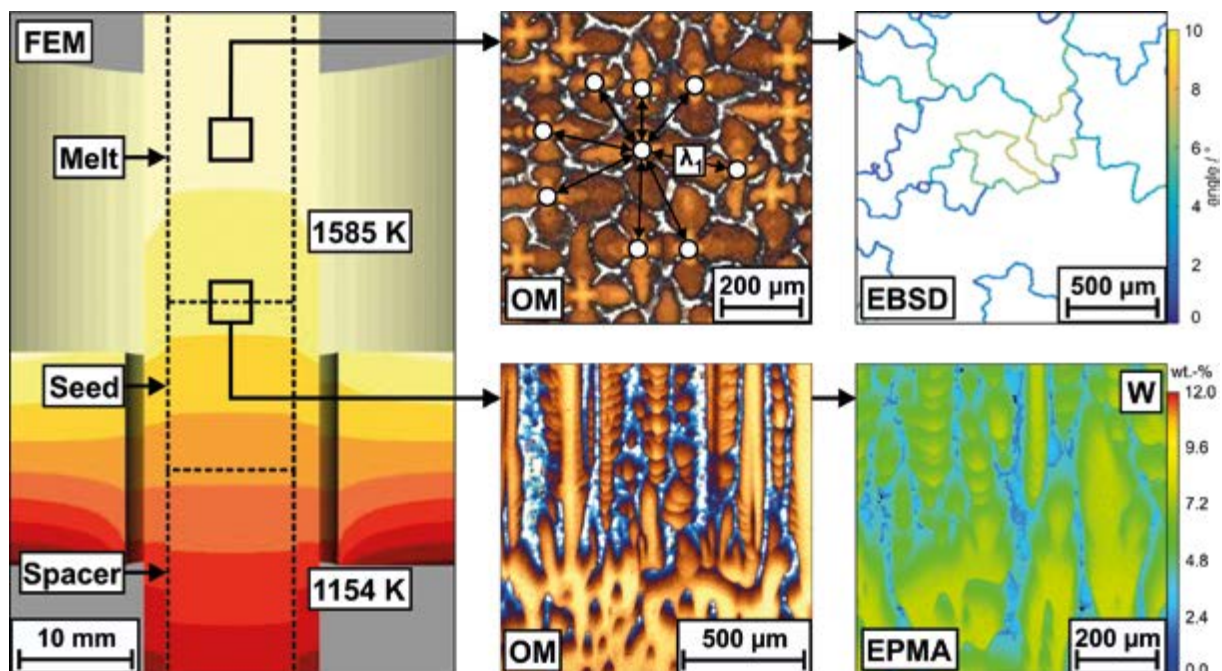 FEM
Melt
1585 K
Seed
Spacer
1154 K
10 mm
λ1
OM
200 µm
10
8
6
4
2
0
angle / °
EBSD
500 µm
OM
500 µm
wt.-%
W
12.0
9.6
7.2
4.8
2.4
0.0
EPMA
200 µm